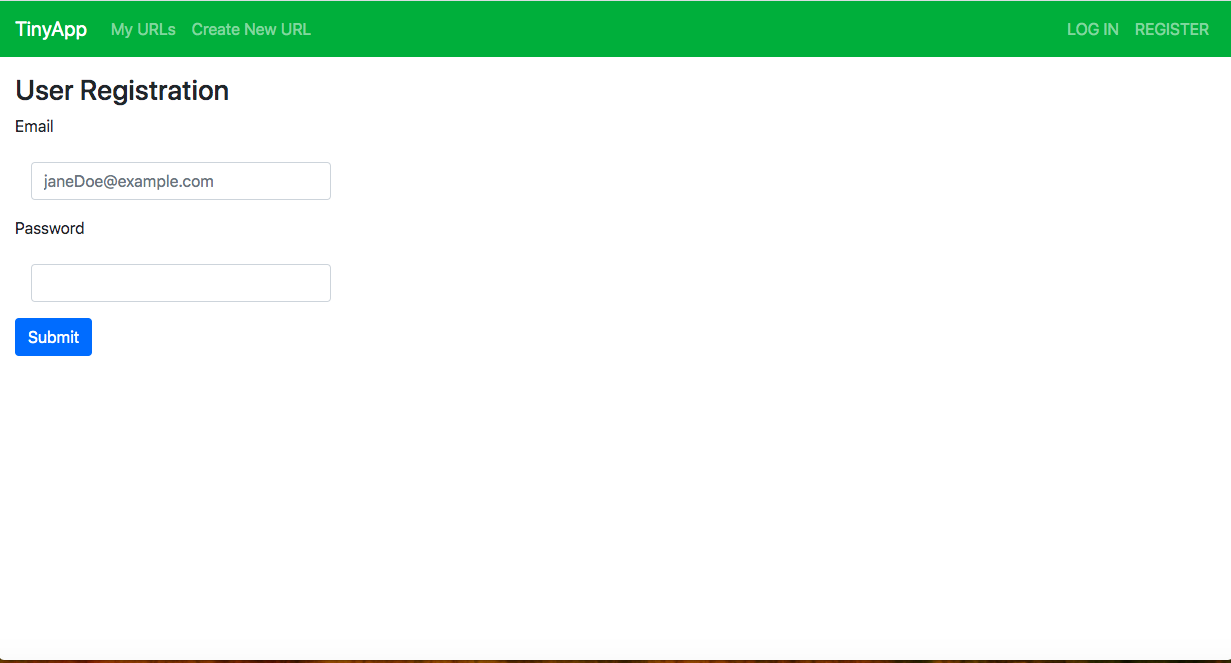 TinyApp My URLs Create New URL LOG IN REGISTER
User Registration
Email
janeDoe@example.com
Password
Submit